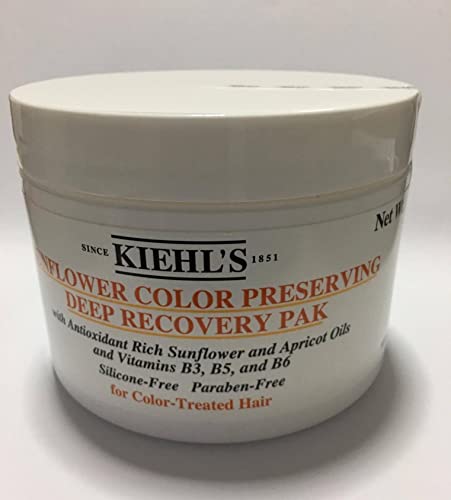 SINCE KIEHL'S 1851
NFLOWER COLOR PRESERVING
DEEP RECOVERY PAK
with Antioxidant Rich Sunflower and Apricot Oils
and Vitamins B3, B5, and B6
Silicone-Free Paraben-Free
for Color-Treated Hair
Net W